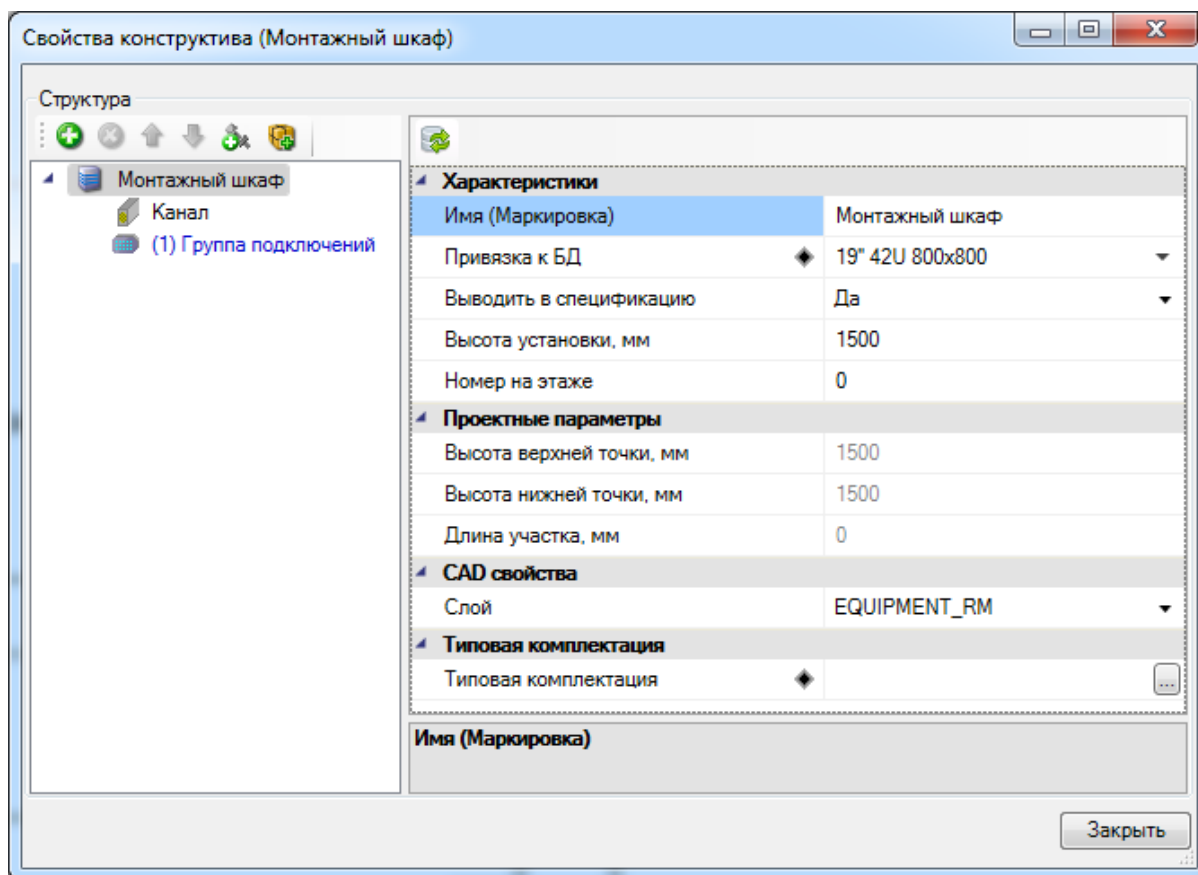 Свойства конструктива (Монтажный шкаф)
Структура
Монтажный шкаф
Канал
(1) Группа подключений
Характеристики
Имя (Маркировка) Монтажный шкаф
Привязка к БД 19" 42U 800x800
Выводить в спецификацию Да
Высота установки, мм 1500
Номер на этаже 0
Проектные параметры
Высота верхней точки, мм 1500
Высота нижней точки, мм 1500
Длина участка, мм 0
CAD свойства
Слой EQUIPMENT_RM
Типовая комплектация
Типовая комплектация ...
Имя (Маркировка)
Закрыть